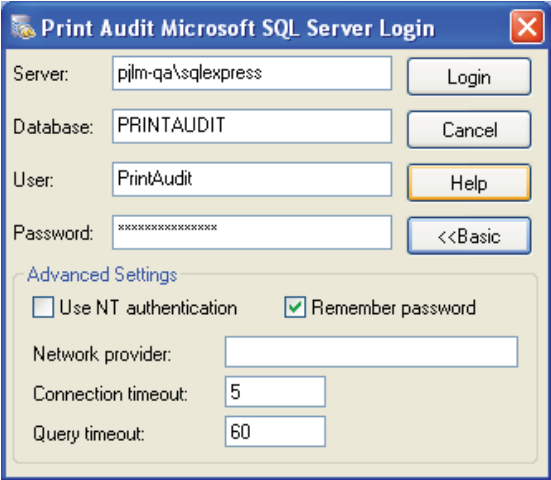 Print Audit Microsoft SQL Server Login
Server: pjlm-qa\sqlexpress Login
Database: PRINTAUDIT Cancel
User: PrintAudit Help
Password: *************** <<Basic
Advanced Settings
Use NT authentication Remember password
Network provider:
Connection timeout: 5
Query timeout: 60